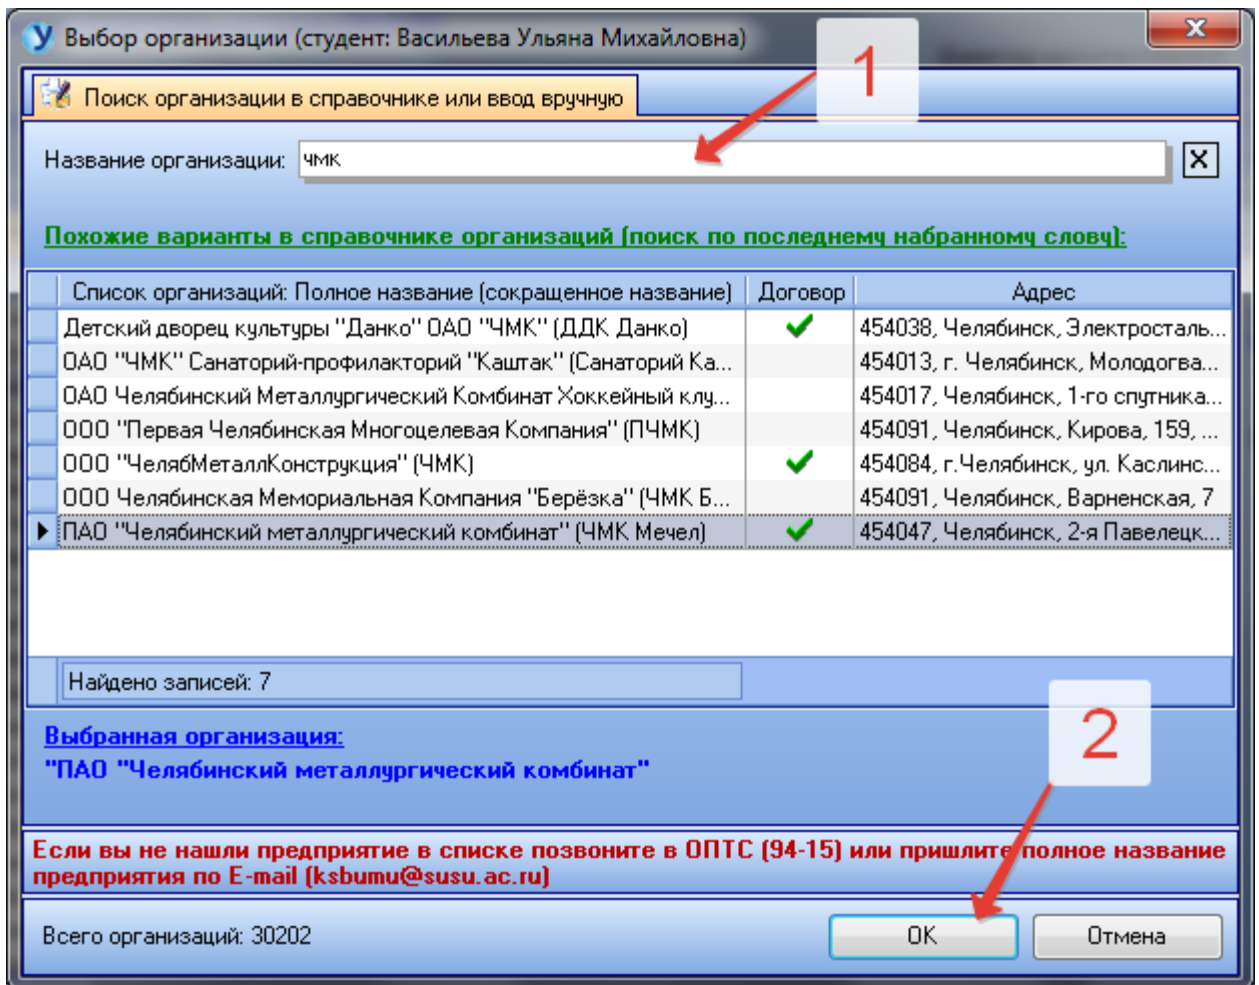 Выбор организации (студент: Васильева Ульяна Михайловна)
1
Поиск организации в справочнике или ввод вручную
Название организации: чмк
Похожие варианты в справочнике организаций (поиск по последнему набранному слову):
Список организаций: Полное название (сокращенное название) Договор Адрес
Детский дворец культуры "Данко" ОАО "ЧМК" (ДДК Данко) 454038, Челябинск, Электросталь...
ОАО "ЧМК" Санаторий-профилакторий "Каштак" (Санаторий Ка... 454013, г. Челябинск, Молодогва...
ОАО Челябинский Металлургический Комбинат Хоккейный клу... 454017, Челябинск, 1-го спутника...
ООО "Первая Челябинская Многоцелевая Компания" (ПЧМК) 454091, Челябинск, Кирова, 159, ...
ООО "ЧелябМеталлКонструкция" (ЧМК) 454084, г.Челябинск, ул. Каслинс...
ООО Челябинская Мемориальная Компания "Берёзка" (ЧМК Б... 454091, Челябинск, Варненская, 7
ПАО "Челябинский металлургический комбинат" (ЧМК Мечел) 454047, Челябинск, 2-я Павелецк...
Найдено записей: 7
2
Выбранная организация:
"ПАО "Челябинский металлургический комбинат"
Если вы не нашли предприятие в списке позвоните в ОПТС (94-15) или пришлите полное название
предприятия по E-mail (ksbumu@susu.ac.ru)
Всего организаций: 30202 OK Отмена